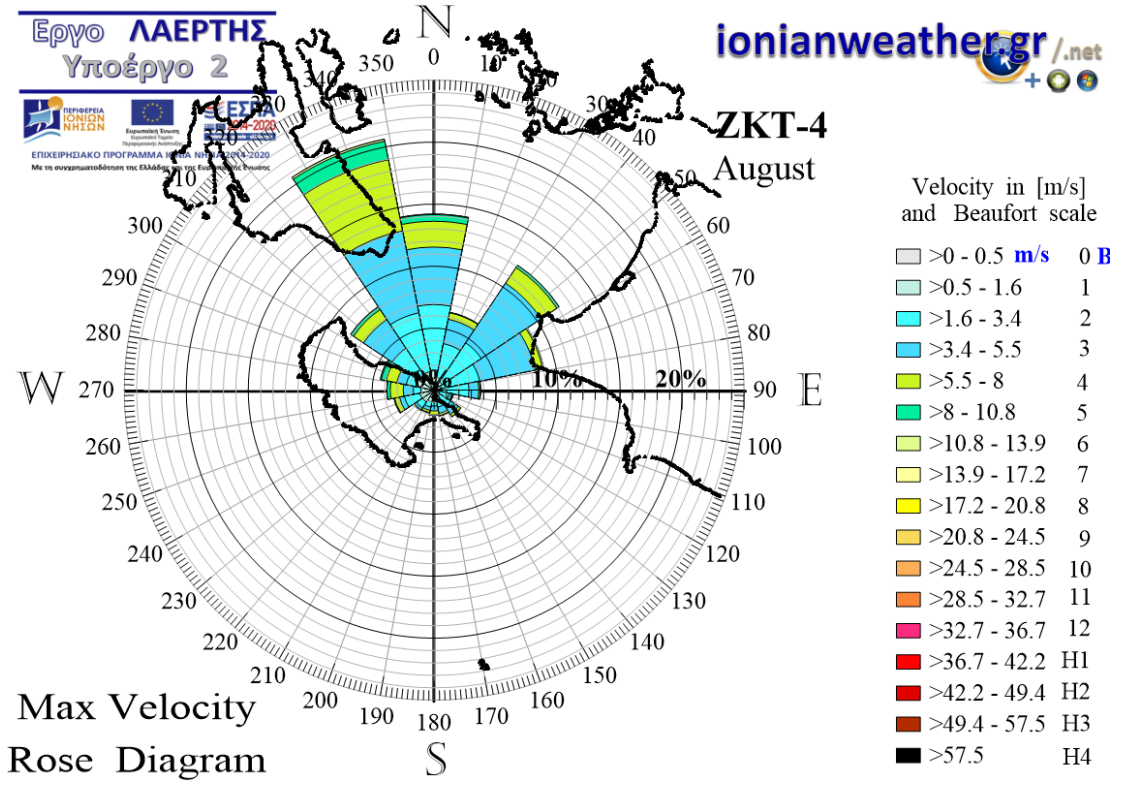 Εργο ΛΑΕΡΤΗΣ
Υποέργο 2
ΠΕΡΙΦΕΡΕΙΑ
ΙΟΝΙΩΝ
ΝΗΣΩΝ
Ευρωπαϊκή Ένωση
ΕΣΠΑ
2014-2020
ΕΠΙΧΕΙΡΗΣΙΑΚΟ ΠΡΟΓΡΑΜΜΑ ΙΟΝΙΑ ΝΗΣΙΑ 2014-2020
Με τη συγχρηματοδότηση της Ελλάδας και της Ευρωπαϊκής Ένωσης
ionianweather.gr /.net
ZKT-4
August
N
0
10
30
40
50
60
70
80
90
E
100
110
120
130
140
150
160
170
180
S
190
200
210
220
230
240
250
260
270
W
280
290
300
310
320
330
340
350
0%
10%
20%
Velocity in [m/s]
and Beaufort scale
>0 - 0.5 m/s 0 B
>0.5 - 1.6 1
>1.6 - 3.4 2
>3.4 - 5.5 3
>5.5 - 8 4
>8 - 10.8 5
>10.8 - 13.9 6
>13.9 - 17.2 7
>17.2 - 20.8 8
>20.8 - 24.5 9
>24.5 - 28.5 10
>28.5 - 32.7 11
>32.7 - 36.7 12
>36.7 - 42.2 H1
>42.2 - 49.4 H2
>49.4 - 57.5 H3
>57.5 H4
Max Velocity
Rose Diagram